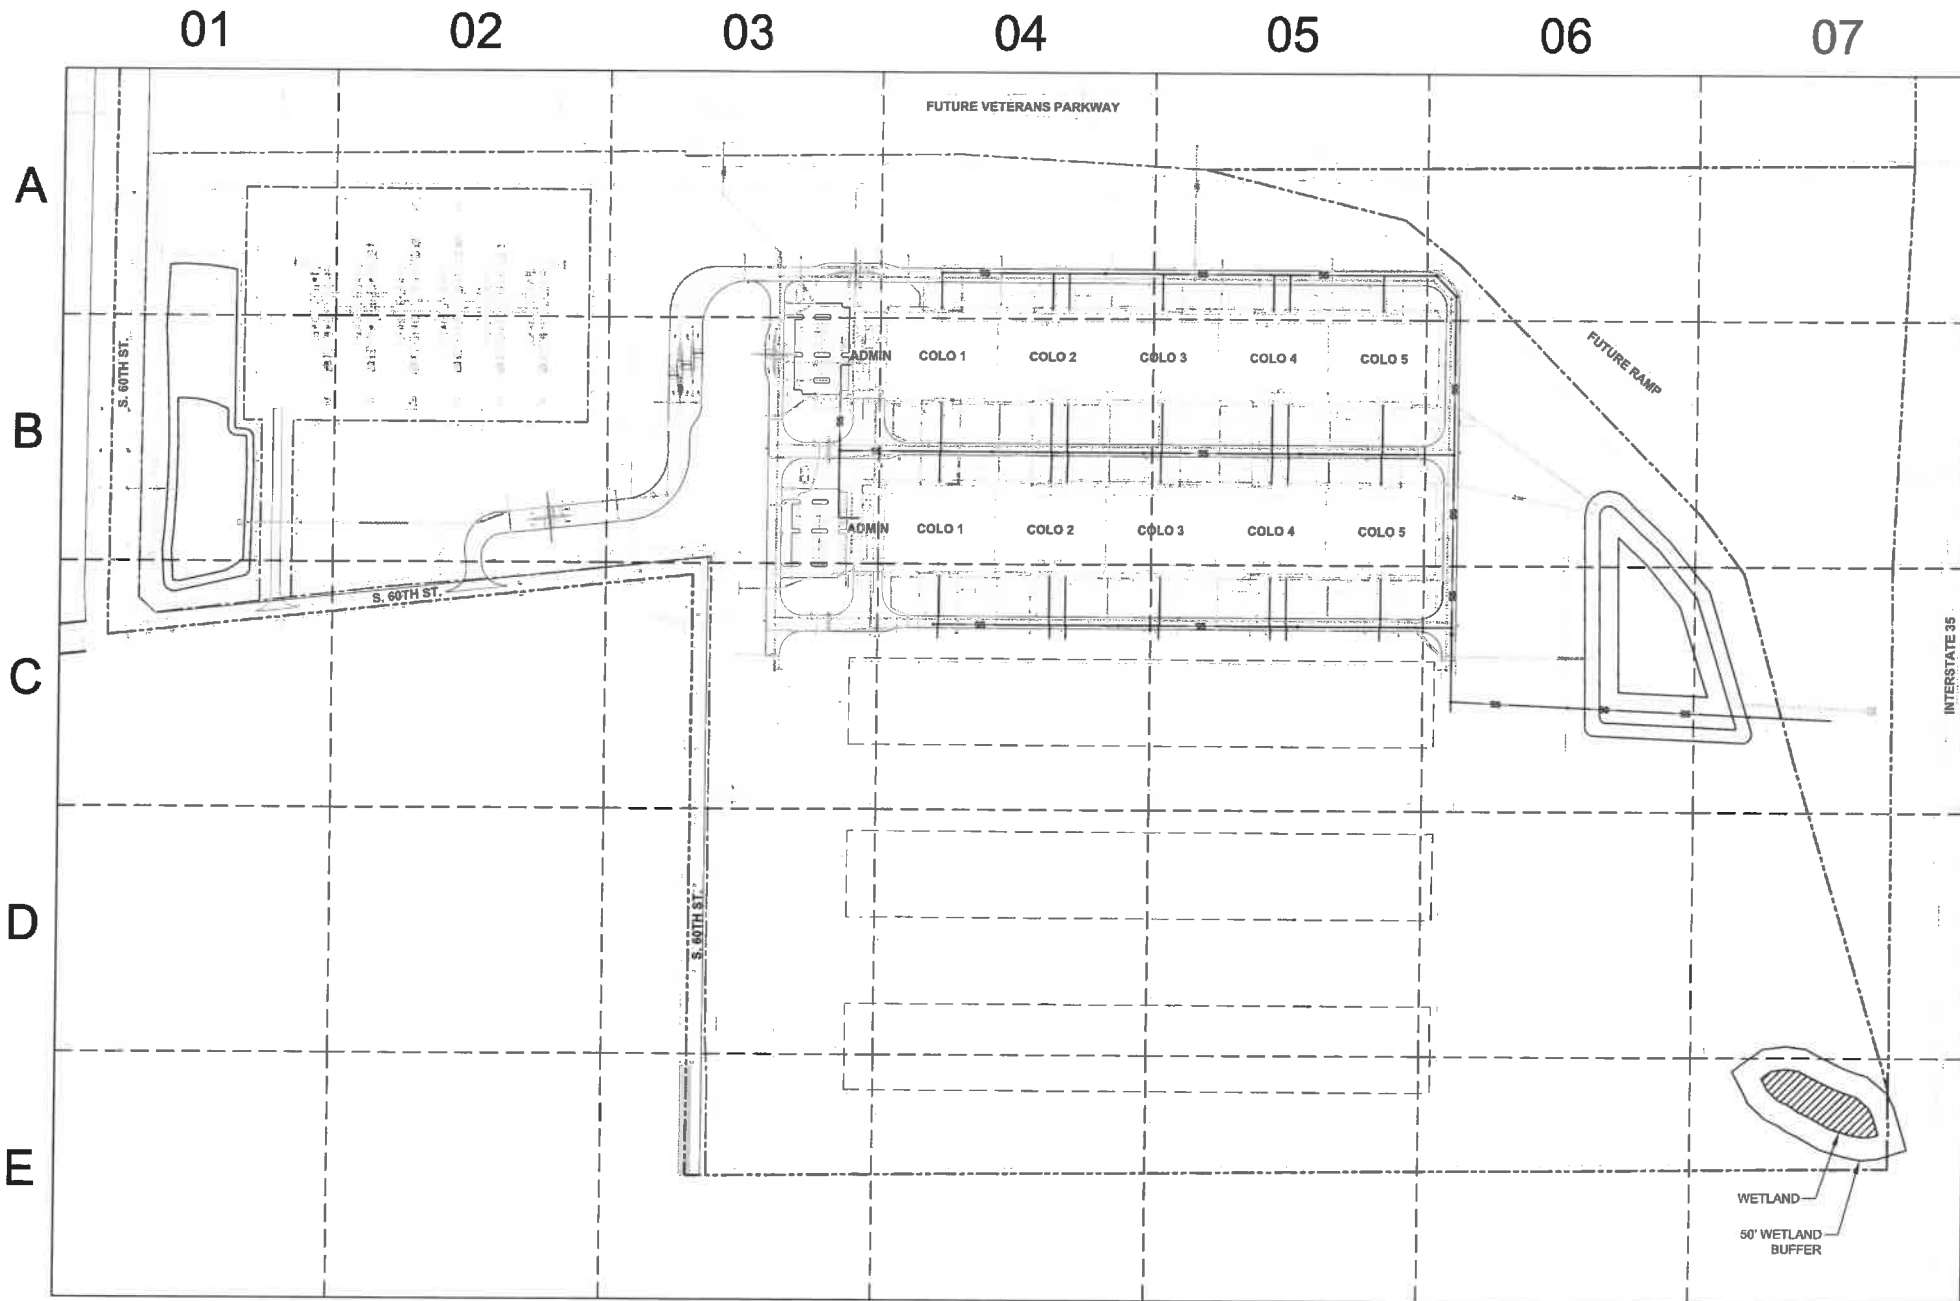 01 02 03 04 05 06 07
FUTURE VETERANS PARKWAY
A
S. 60TH ST.
ADMIN COLO 1 COLO 2 COLO 3 COLO 4 COLO 5
FUTURE RAMP
B
ADMIN COLO 1 COLO 2 COLO 3 COLO 4 COLO 5
S. 60TH ST.
INTERSTATE 35
C
D
S. 60TH ST.
E
WETLAND
50' WETLAND
BUFFER